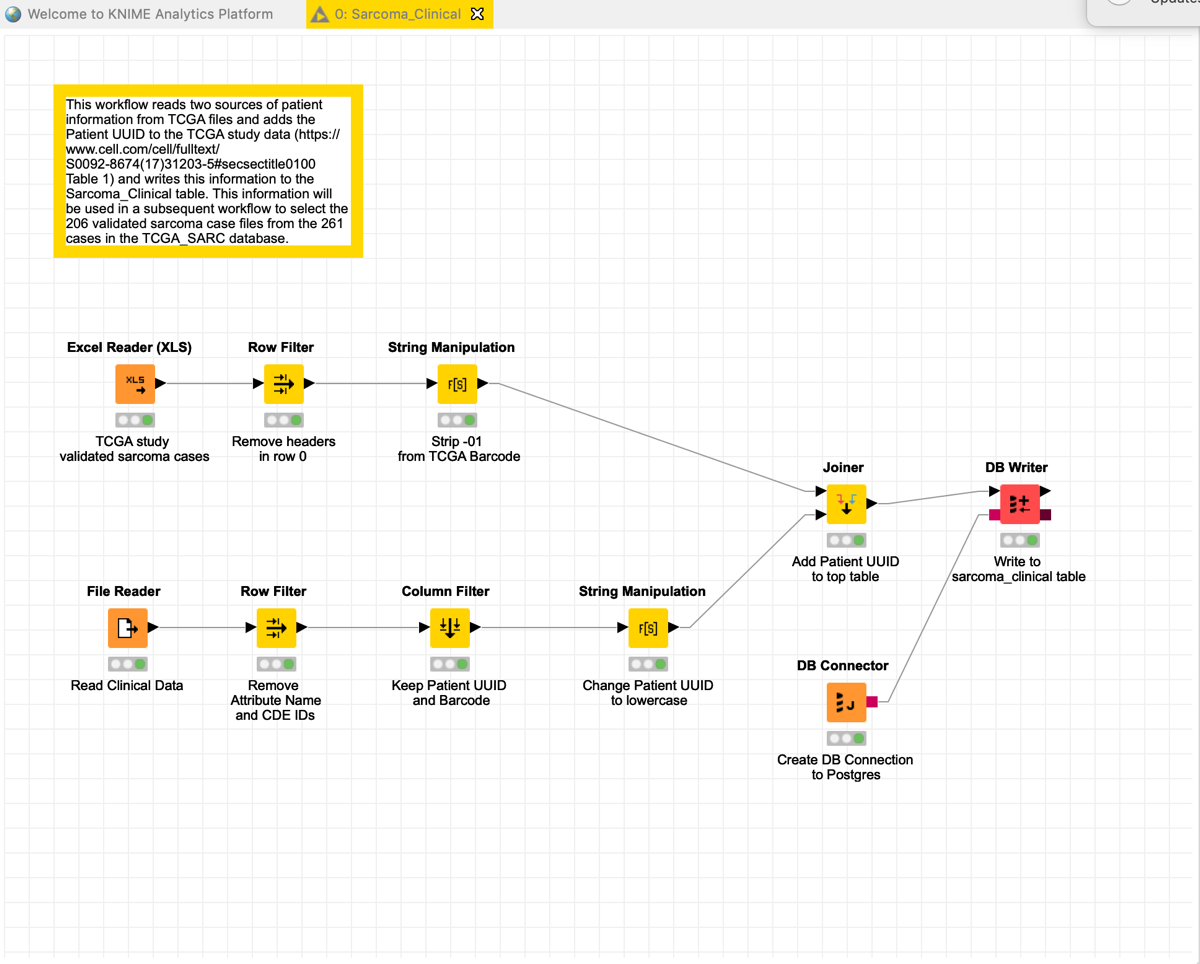 Welcome to KNIME Analytics Platform
0: Sarcoma_Clinical
This workflow reads two sources of patient
information from TCGA files and adds the
Patient UUID to the TCGA study data (https://
www.cell.com/cell/fulltext/
S0092-8674(17)31203-5#secsectitle0100
Table 1) and writes this information to the
Sarcoma_Clinical table. This information will
be used in a subsequent workflow to select the
206 validated sarcoma case files from the 261
cases in the TCGA_SARC database.
Excel Reader (XLS)
XLS
TCGA study
validated sarcoma cases
Row Filter
Remove headers
in row 0
String Manipulation
F[S]
Strip -01
from TCGA Barcode
Joiner
Add Patient UUID
to top table
DB Writer
Write to
sarcoma_clinical table
File Reader
Read Clinical Data
Row Filter
Remove
Attribute Name
and CDE IDs
Column Filter
Keep Patient UUID
and Barcode
String Manipulation
F[S]
Change Patient UUID
to lowercase
DB Connector
J
Create DB Connection
to Postgres